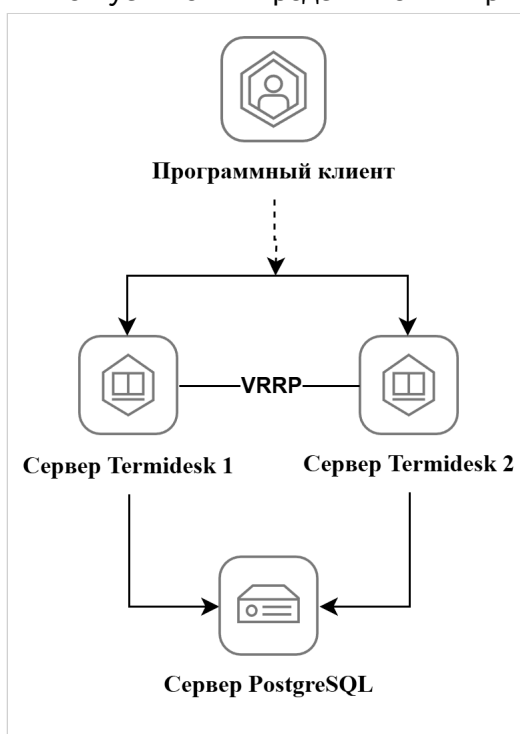 Программный клиент
VRRP
Сервер Termidesk 1
Сервер Termidesk 2
Сервер PostgreSQL